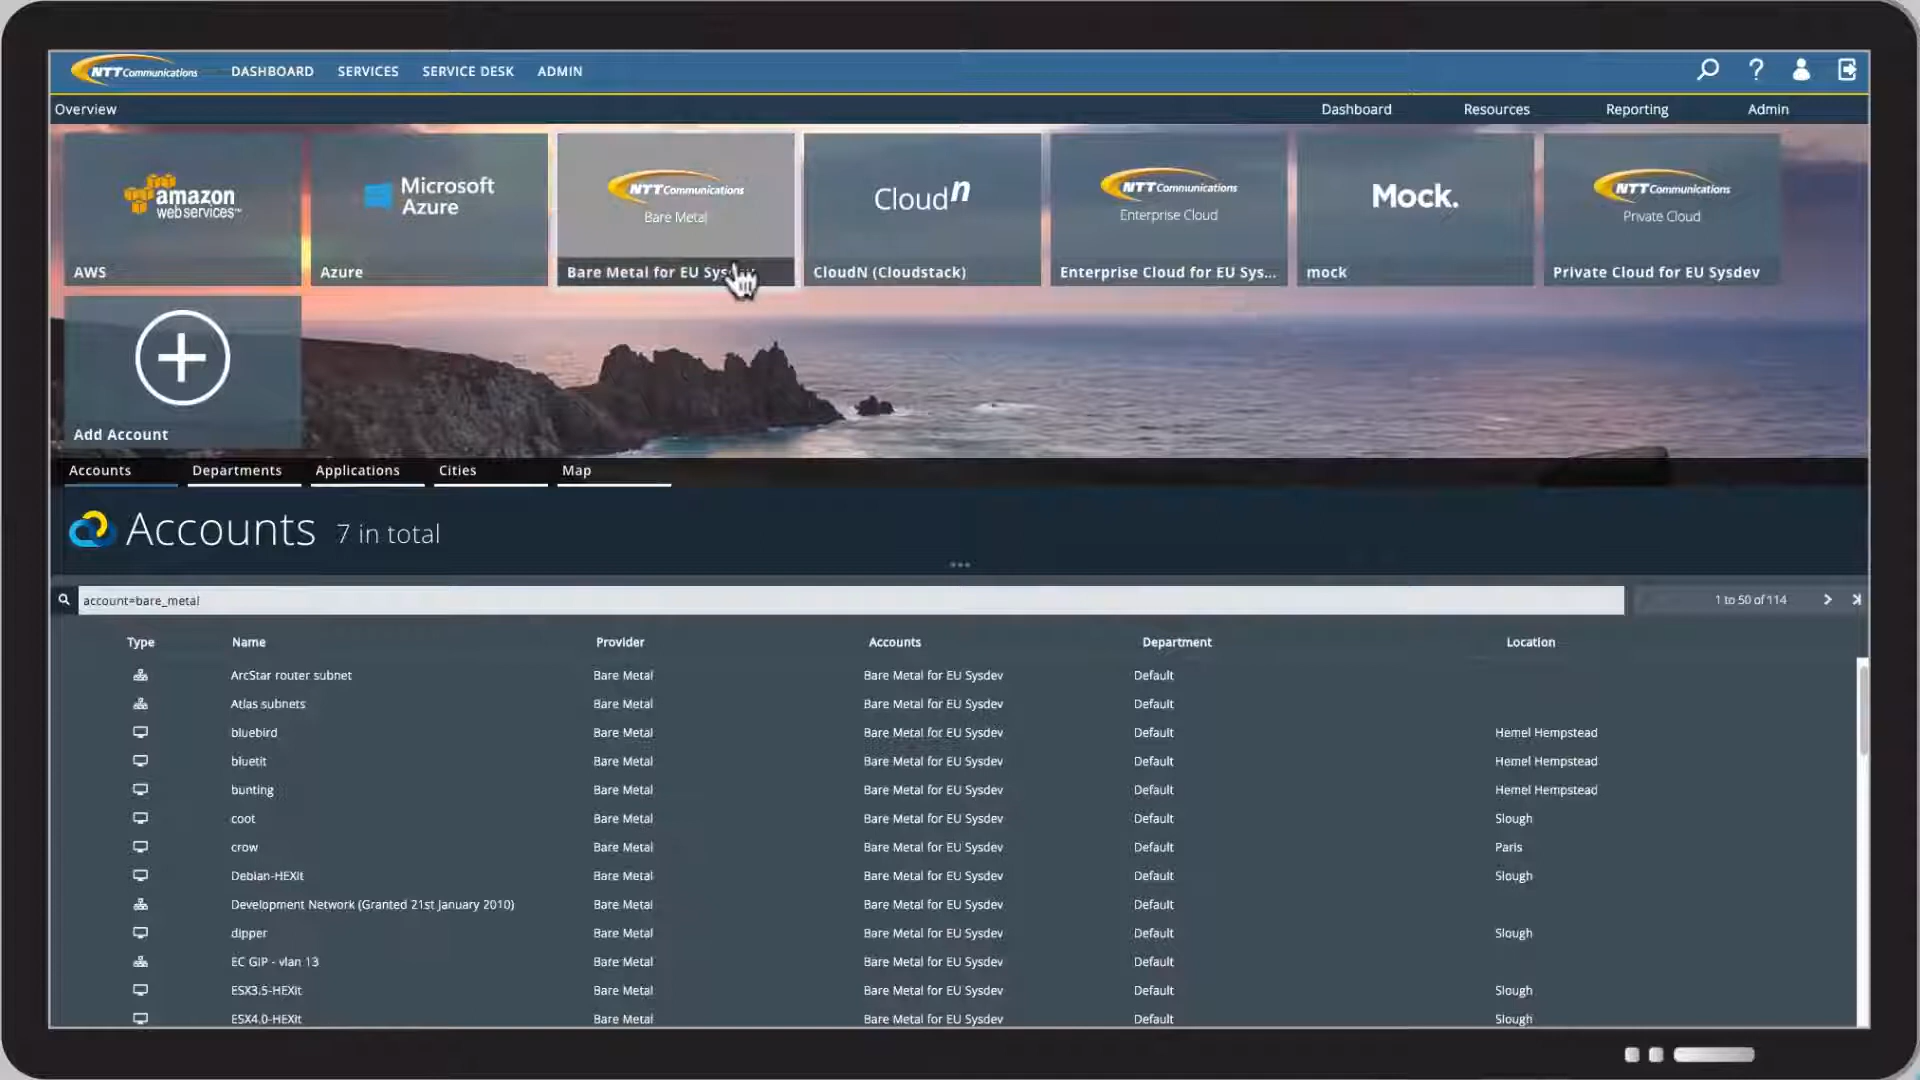 NTT Communications DASHBOARD SERVICES SERVICE DESK ADMIN ?
Overview Dashboard Resources Reporting Admin
amazon web services™
AWS
Microsoft Azure
Azure
NTT Communications
Bare Metal
Bare Metal for EU
Cloudn
CloudN (Cloudstack)
NTT Communications
Enterprise Cloud
Enterprise Cloud for EU Sys...
Mock.
mock
NTT Communications
Private Cloud
Private Cloud for EU Sysdev
Add Account
Accounts Departments Applications Cities Map
Accounts 7 in total
account=bare_metal 1 to 50 of 114
Type Name Provider Accounts Department Location
ArcStar router subnet Bare Metal Bare Metal for EU Sysdev Default
Atlas subnets Bare Metal Bare Metal for EU Sysdev Default
bluebird Bare Metal Bare Metal for EU Sysdev Default Hemel Hempstead
bluetit Bare Metal Bare Metal for EU Sysdev Default Hemel Hempstead
bunting Bare Metal Bare Metal for EU Sysdev Default Hemel Hempstead
coot Bare Metal Bare Metal for EU Sysdev Default Slough
crow Bare Metal Bare Metal for EU Sysdev Default Paris
Debian-HEXit Bare Metal Bare Metal for EU Sysdev Default Slough
Development Network (Granted 21st January 2010) Bare Metal Bare Metal for EU Sysdev Default
dipper Bare Metal Bare Metal for EU Sysdev Default Slough
EC GIP - vlan 13 Bare Metal Bare Metal for EU Sysdev Default
ESX3.5-HEXit Bare Metal Bare Metal for EU Sysdev Default Slough
ESX4.0-HEXit Bare Metal Bare Metal for EU Sysdev Default Slough